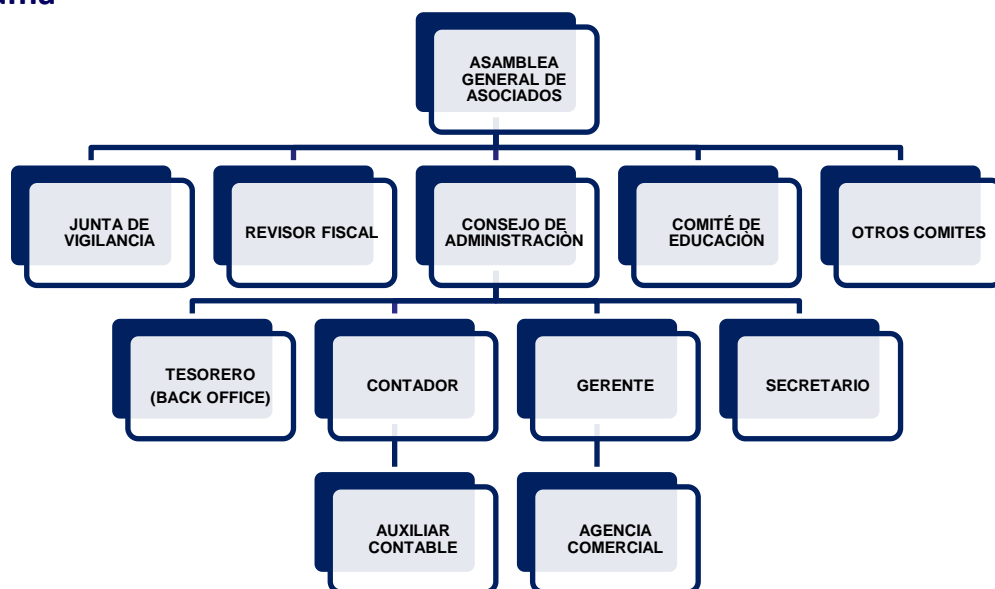 ASAMBLEA
GENERAL DE
ASOCIADOS
JUNTA DE
VIGILANCIA
REVISOR FISCAL
CONSEJO DE
ADMINISTRACIÒN
COMITÉ DE
EDUCACIÒN
OTROS COMITES
TESORERO
(BACK OFFICE)
CONTADOR
GERENTE
SECRETARIO
AUXILIAR
CONTABLE
AGENCIA
COMERCIAL